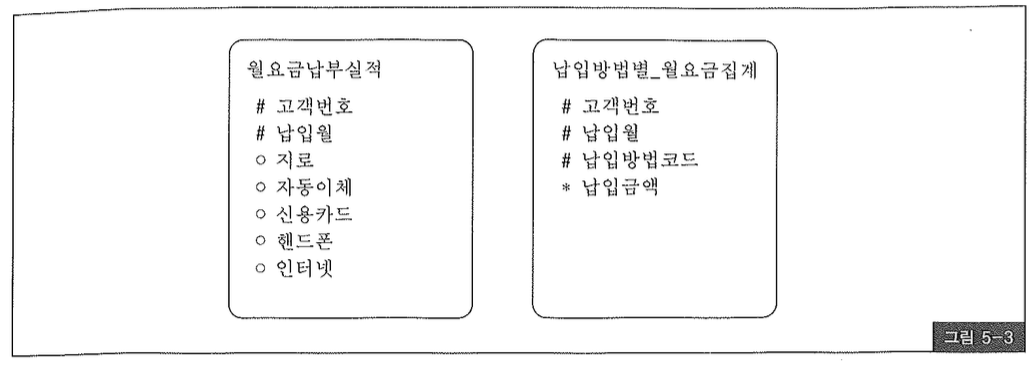 월요금납부실적
# 고객번호
# 납입월
○ 지로
○ 자동이체
○ 신용카드
○ 핸드폰
○ 인터넷
납입방법별_월요금집계
# 고객번호
# 납입월
# 납입방법코드
* 납입금액
그림 5-3